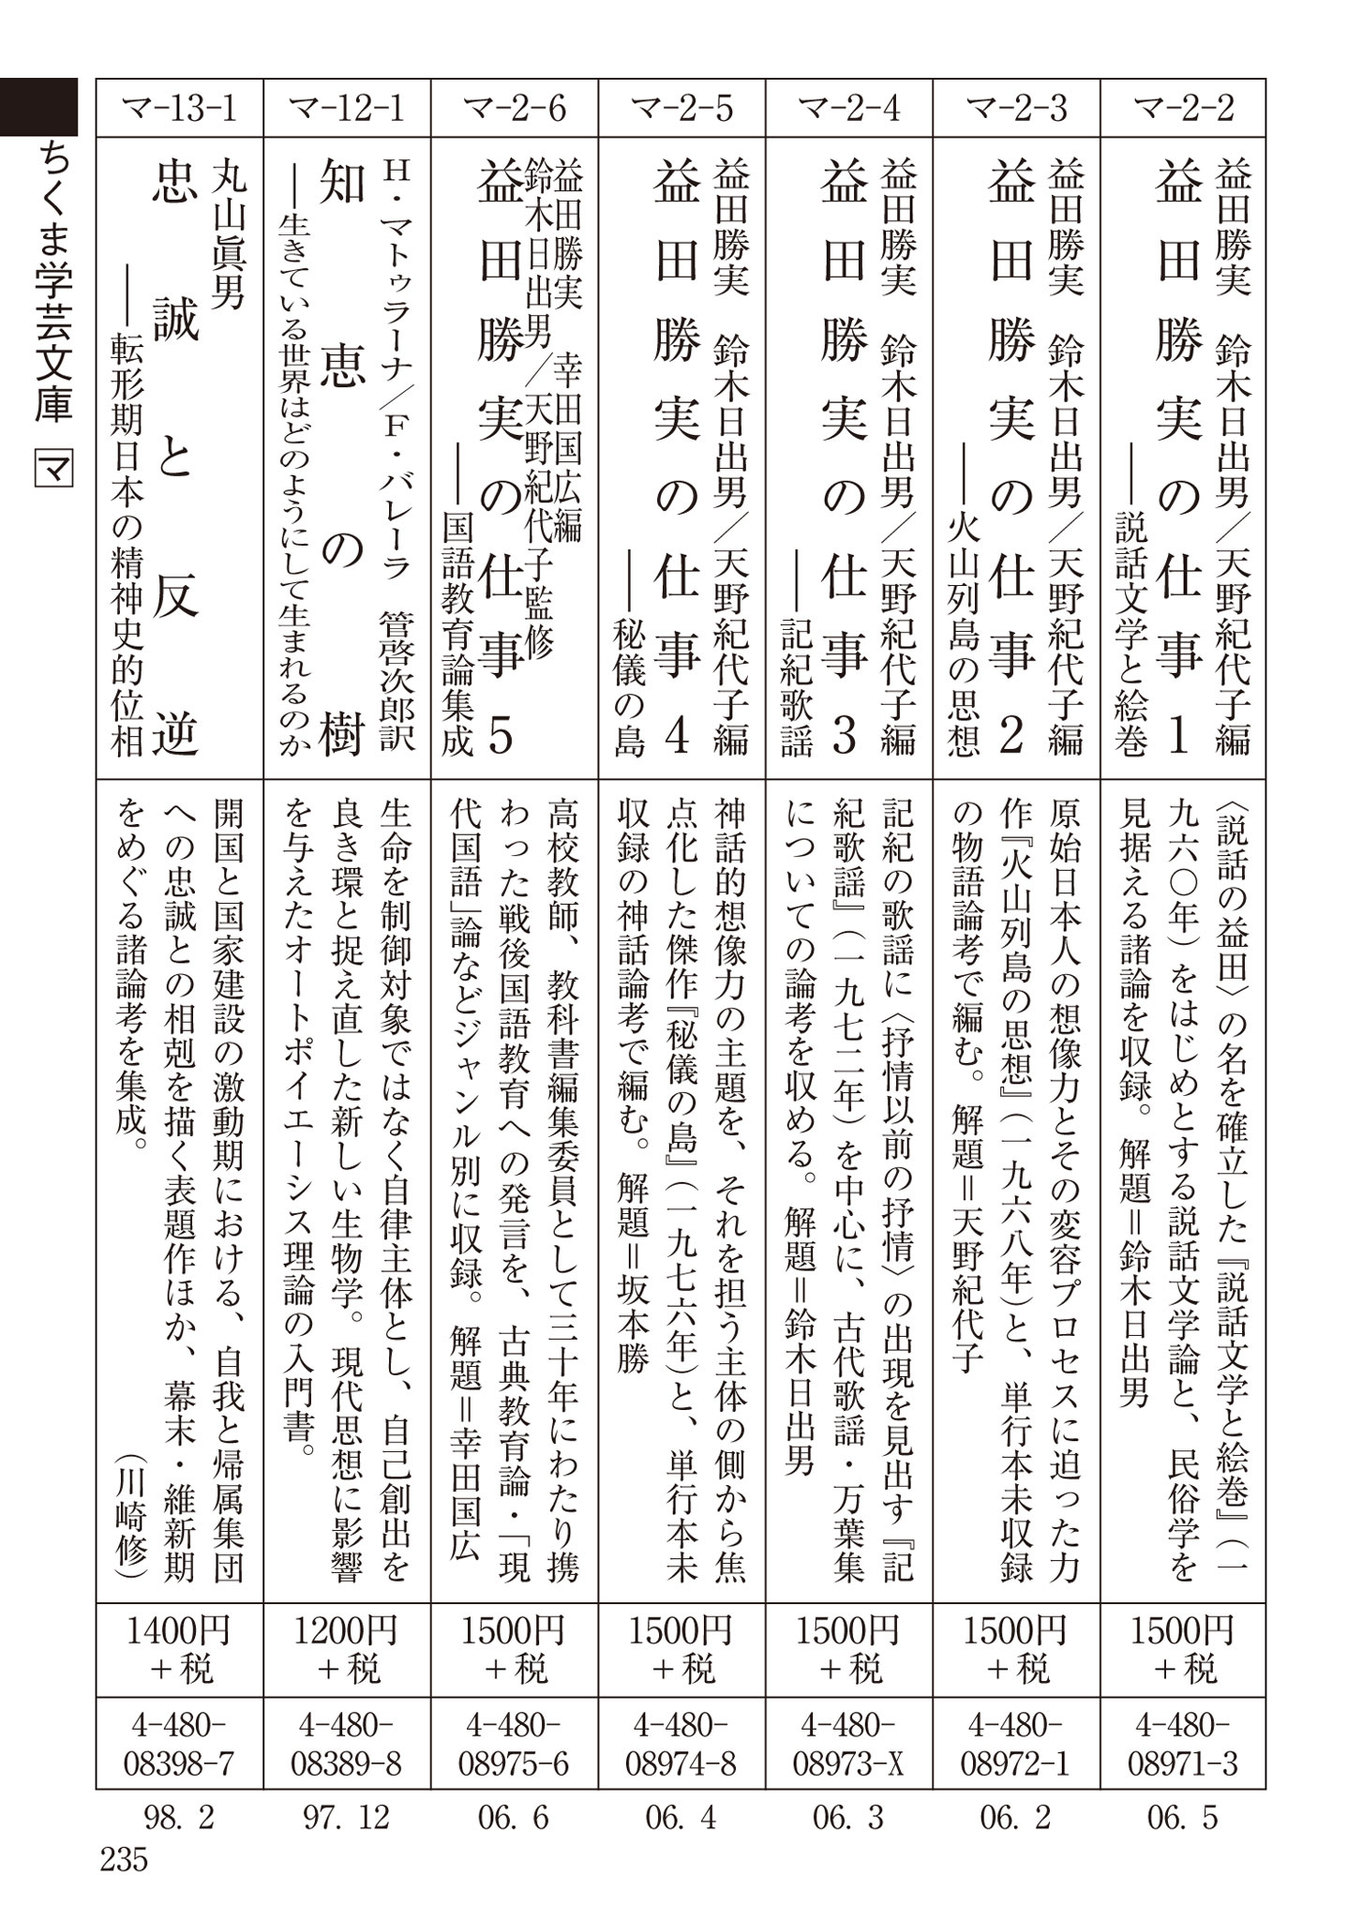 ちくま学芸文庫 マ
マ-2-2
益田勝実　鈴木日出男／天野紀代子編
益田勝実の仕事1
――説話文学と絵巻
〈説話の益田〉の名を確立した『説話文学と絵巻』（一
九六〇年）をはじめとする説話文学論と、民俗学を
見据える諸論を収録。解題＝鈴木日出男
1500円
＋税
4-480-
08971-3
06. 5
マ-2-3
益田勝実　鈴木日出男／天野紀代子編
益田勝実の仕事2
――火山列島の思想
原始日本人の想像力とその変容プロセスに迫った力
作『火山列島の思想』（一九六八年）と、単行本未収録
の物語論考で編む。解題＝天野紀代子
1500円
＋税
4-480-
08972-1
06. 2
マ-2-4
益田勝実　鈴木日出男／天野紀代子編
益田勝実の仕事3
――記紀歌謡
記紀の歌謡に〈抒情以前の抒情〉の出現を見出す『記
紀歌謡』（一九七二年）を中心に、古代歌謡・万葉集
についての論考を収める。解題＝鈴木日出男
1500円
＋税
4-480-
08973-X
06. 3
マ-2-5
益田勝実　鈴木日出男／天野紀代子編
益田勝実の仕事4
――秘儀の島
神話的想像力の主題を、それを担う主体の側から焦
点化した傑作『秘儀の島』（一九七六年）と、単行本未
収録の神話論考で編む。解題＝坂本勝
1500円
＋税
4-480-
08974-8
06. 4
マ-2-6
益田勝実　幸田国広編
鈴木日出男／天野紀代子監修
益田勝実の仕事5
――国語教育論集成
高校教師、教科書編集委員として三十年にわたり携
わった戦後国語教育への発言を、古典教育論・「現
代国語」論などジャンル別に収録。解題＝幸田国広
1500円
＋税
4-480-
08975-6
06. 6
マ-12-1
H・マトゥラーナ／F・バレーラ　管啓次郎訳
知恵の樹
――生きている世界はどのようにして生まれるのか
生命を制御対象ではなく自律主体とし、自己創出を
良き環と捉え直した新しい生物学。現代思想に影響
を与えたオートポイエーシス理論の入門書。
1200円
＋税
4-480-
08389-8
97. 12
マ-13-1
丸山眞男
忠誠と反逆
――転形期日本の精神史的位相
開国と国家建設の激動期における、自我と帰属集団
への忠誠との相剋を描く表題作ほか、幕末・維新期
をめぐる諸論考を集成。　（川崎修）
1400円
＋税
4-480-
08398-7
98. 2
235